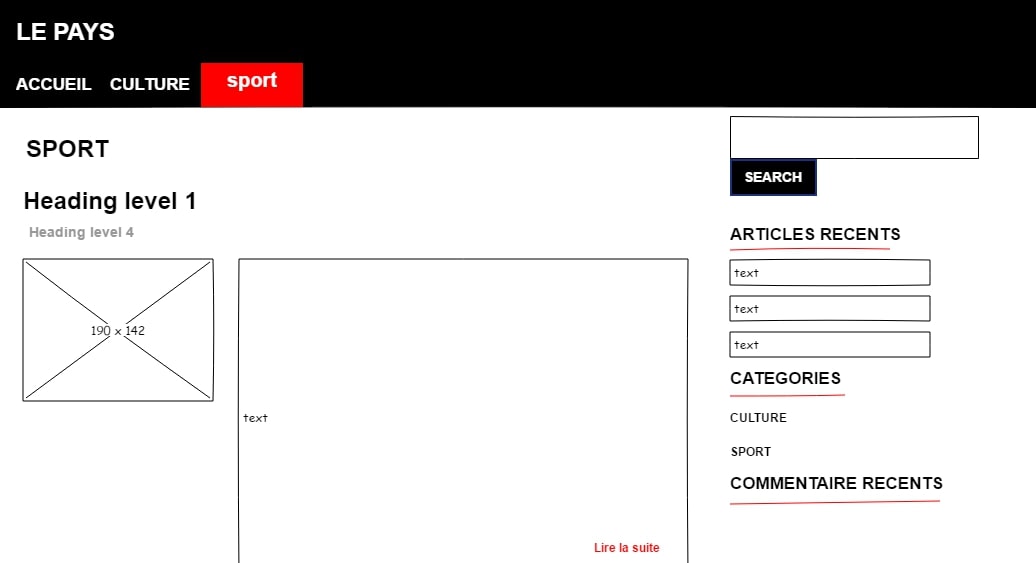 LE PAYS
ACCUEIL CULTURE sport
SPORT
Heading level 1
Heading level 4
190 x 142
text
Lire la suite
SEARCH
ARTICLES RECENTS
text
text
text
CATEGORIES
CULTURE
SPORT
COMMENTAIRE RECENTS